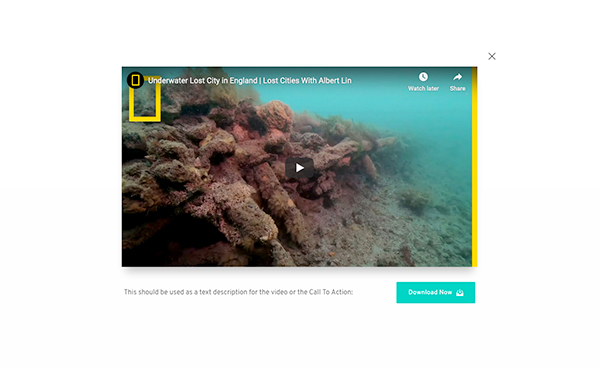 Underwater Lost City in England | Lost Cities With Albert Lin
Watch later
Share
This should be used as a text description for the video or the Call To Action:
Download Now